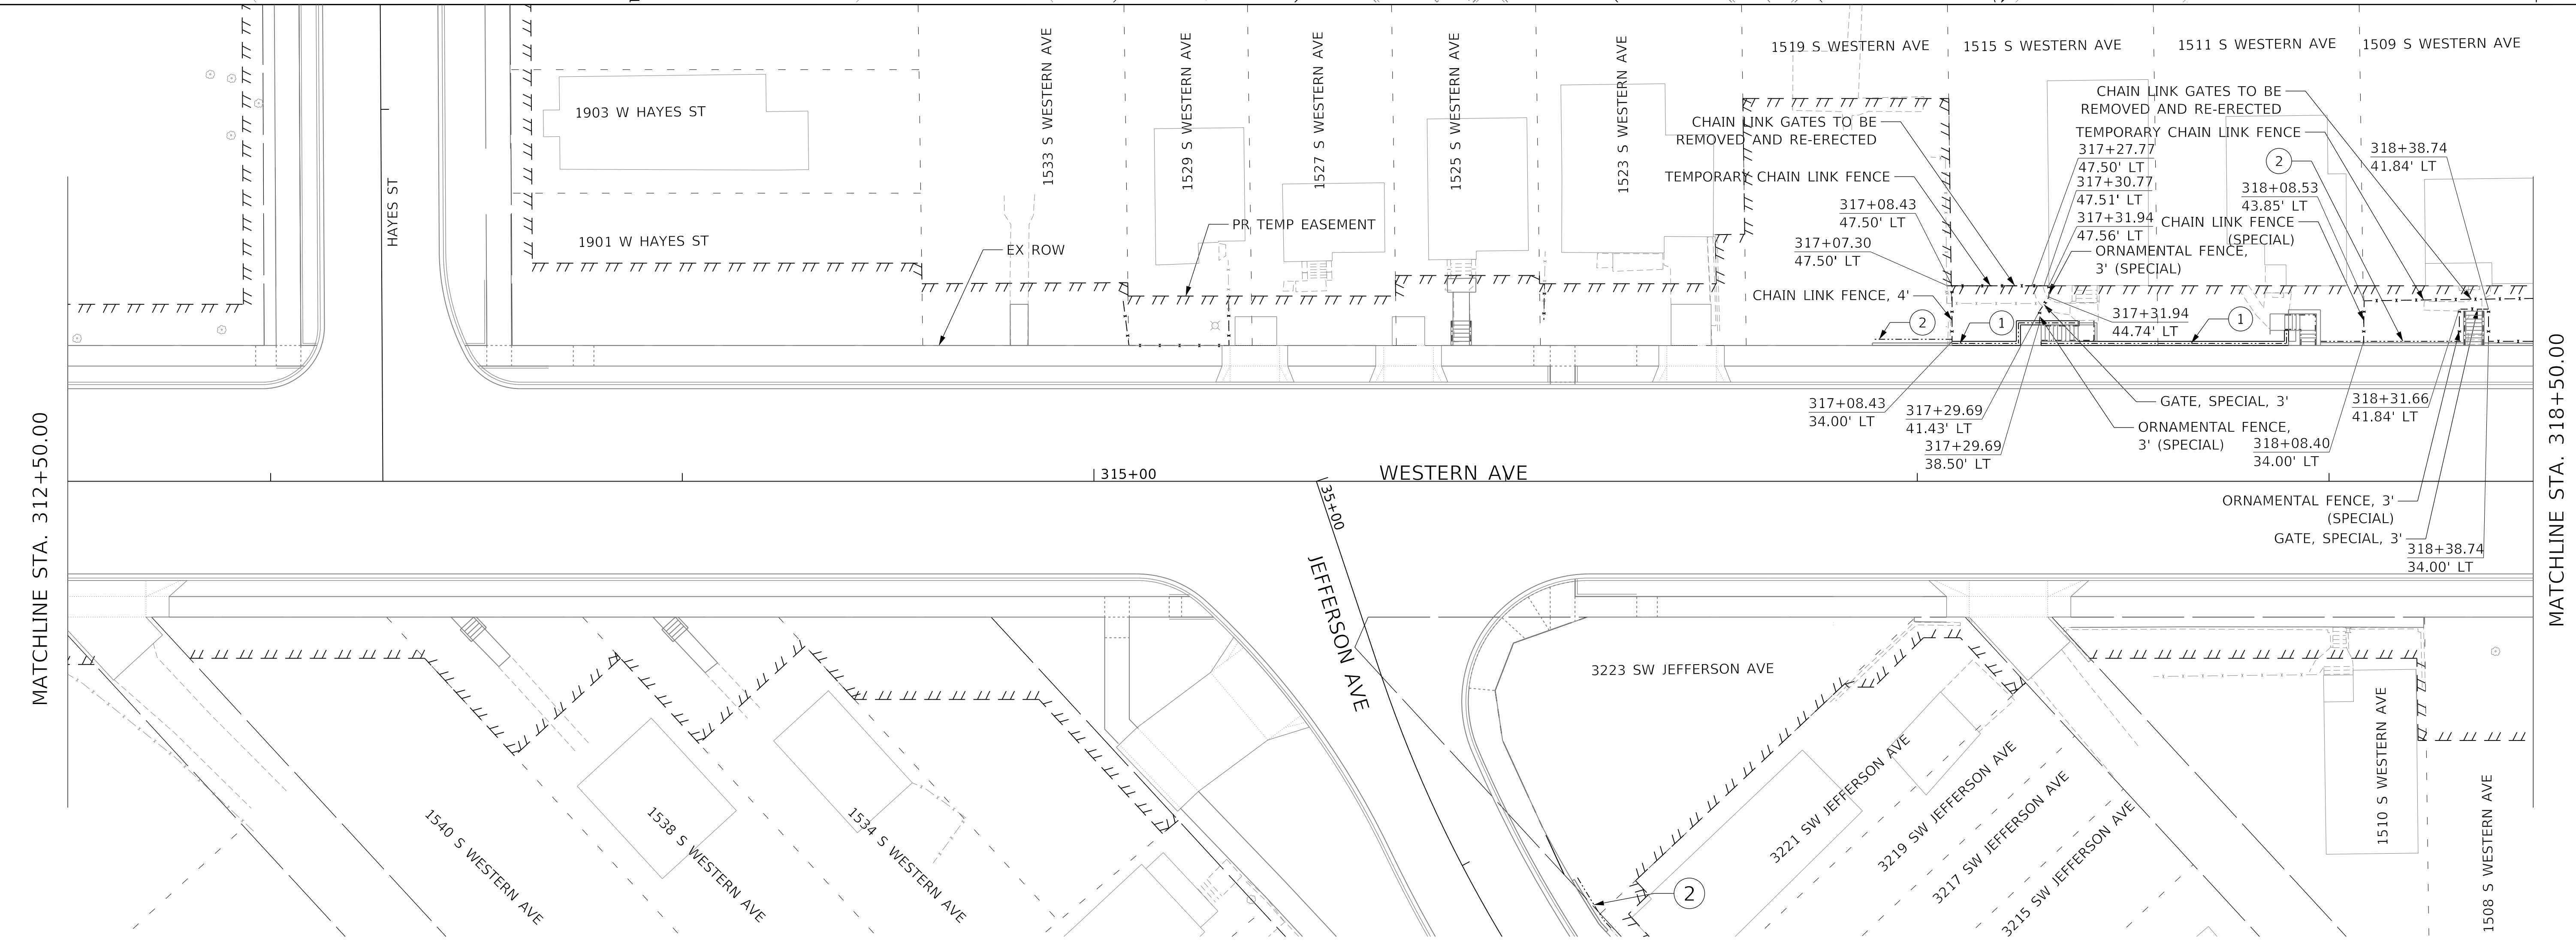 MATCHLINE STA. 312+50.00
HAYES ST
1903 W HAYES ST
1901 W HAYES ST
EX ROW
1533 S WESTERN AVE
1529 S WESTERN AVE
PR TEMP EASEMENT
1527 S WESTERN AVE
1525 S WESTERN AVE
1523 S WESTERN AVE
1519 S WESTERN AVE
1515 S WESTERN AVE
1511 S WESTERN AVE
1509 S WESTERN AVE
CHAIN LINK GATES TO BE
REMOVED AND RE-ERECTED
TEMPORARY CHAIN LINK FENCE
317+08.43
47.50' LT
317+07.30
47.50' LT
CHAIN LINK FENCE, 4'
2
1
CHAIN LINK GATES TO BE
REMOVED AND RE-ERECTED
TEMPORARY CHAIN LINK FENCE
317+27.77
47.50' LT
317+30.77
47.51' LT
317+31.94
47.56' LT
ORNAMENTAL FENCE,
3' (SPECIAL)
317+31.94
44.74' LT
2
318+08.53
43.85' LT
CHAIN LINK FENCE
(SPECIAL)
318+38.74
41.84' LT
1
317+08.43
34.00' LT
317+29.69
41.43' LT
317+29.69
38.50' LT
GATE, SPECIAL, 3'
ORNAMENTAL FENCE,
3' (SPECIAL)
318+08.40
34.00' LT
318+31.66
41.84' LT
ORNAMENTAL FENCE, 3'
(SPECIAL)
GATE, SPECIAL, 3'
318+38.74
34.00' LT
MATCHLINE STA. 318+50.00
315+00
WESTERN AVE
35+00
JEFFERSON AVE
1540 S WESTERN AVE
1538 S WESTERN AVE
1534 S WESTERN AVE
3223 SW JEFFERSON AVE
3221 SW JEFFERSON AVE
3219 SW JEFFERSON AVE
3217 SW JEFFERSON AVE
3215 SW JEFFERSON AVE
2
1510 S WESTERN AVE
1508 S WESTERN AVE